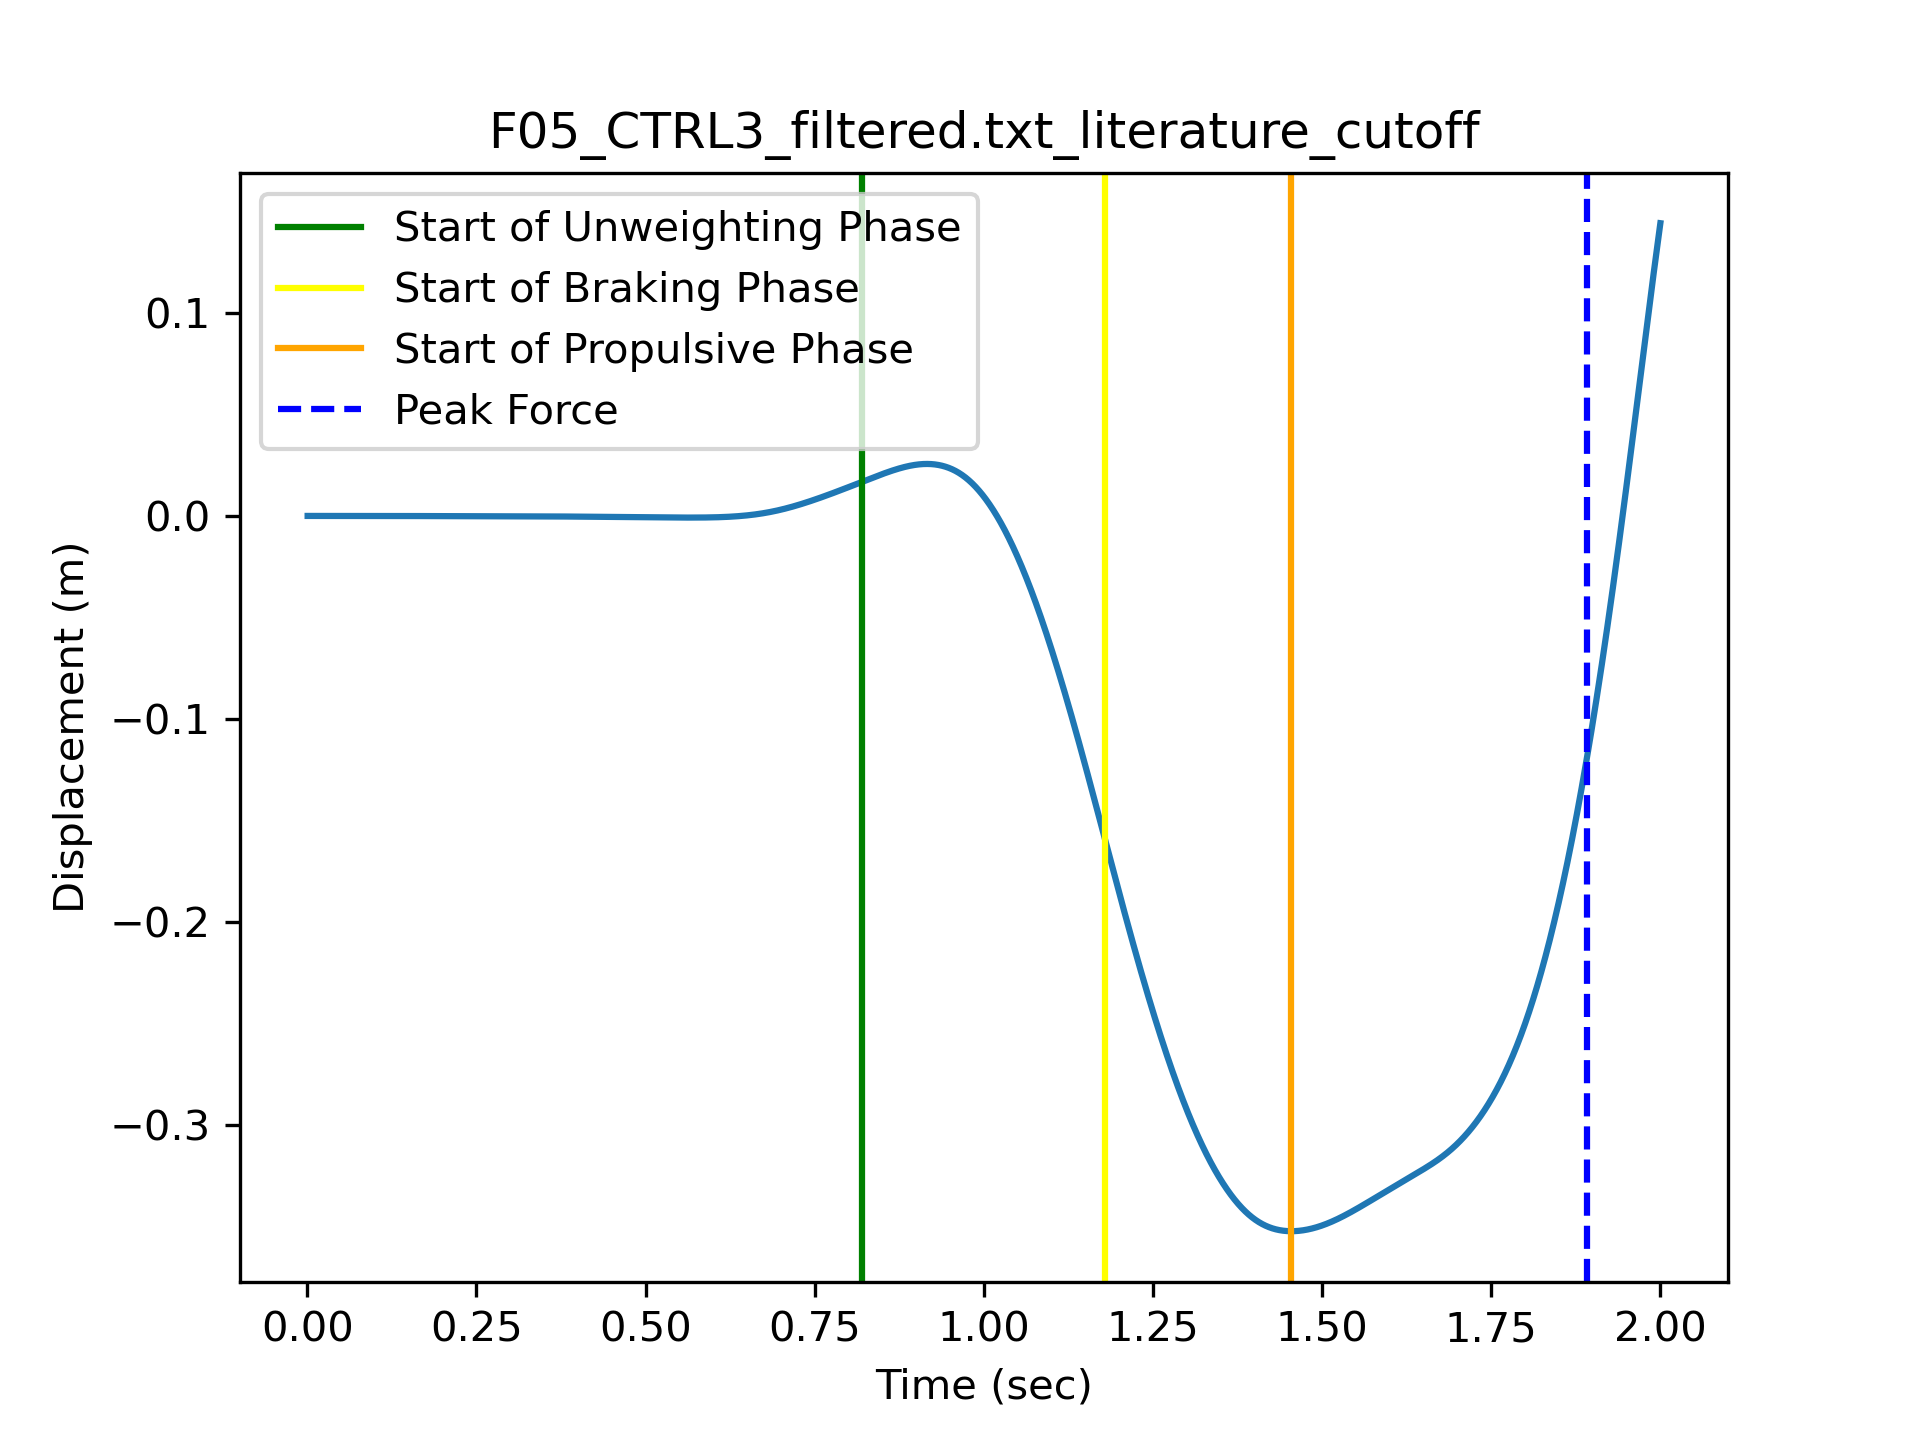 F05_CTRL3_filtered.txt_literature_cutoff
Start of Unweighting Phase
Start of Braking Phase
Start of Propulsive Phase
Peak Force
0.1
0.0
−0.1
−0.2
−0.3
Displacement (m)
0.00 0.25 0.50 0.75 1.00 1.25 1.50 1.75 2.00
Time (sec)